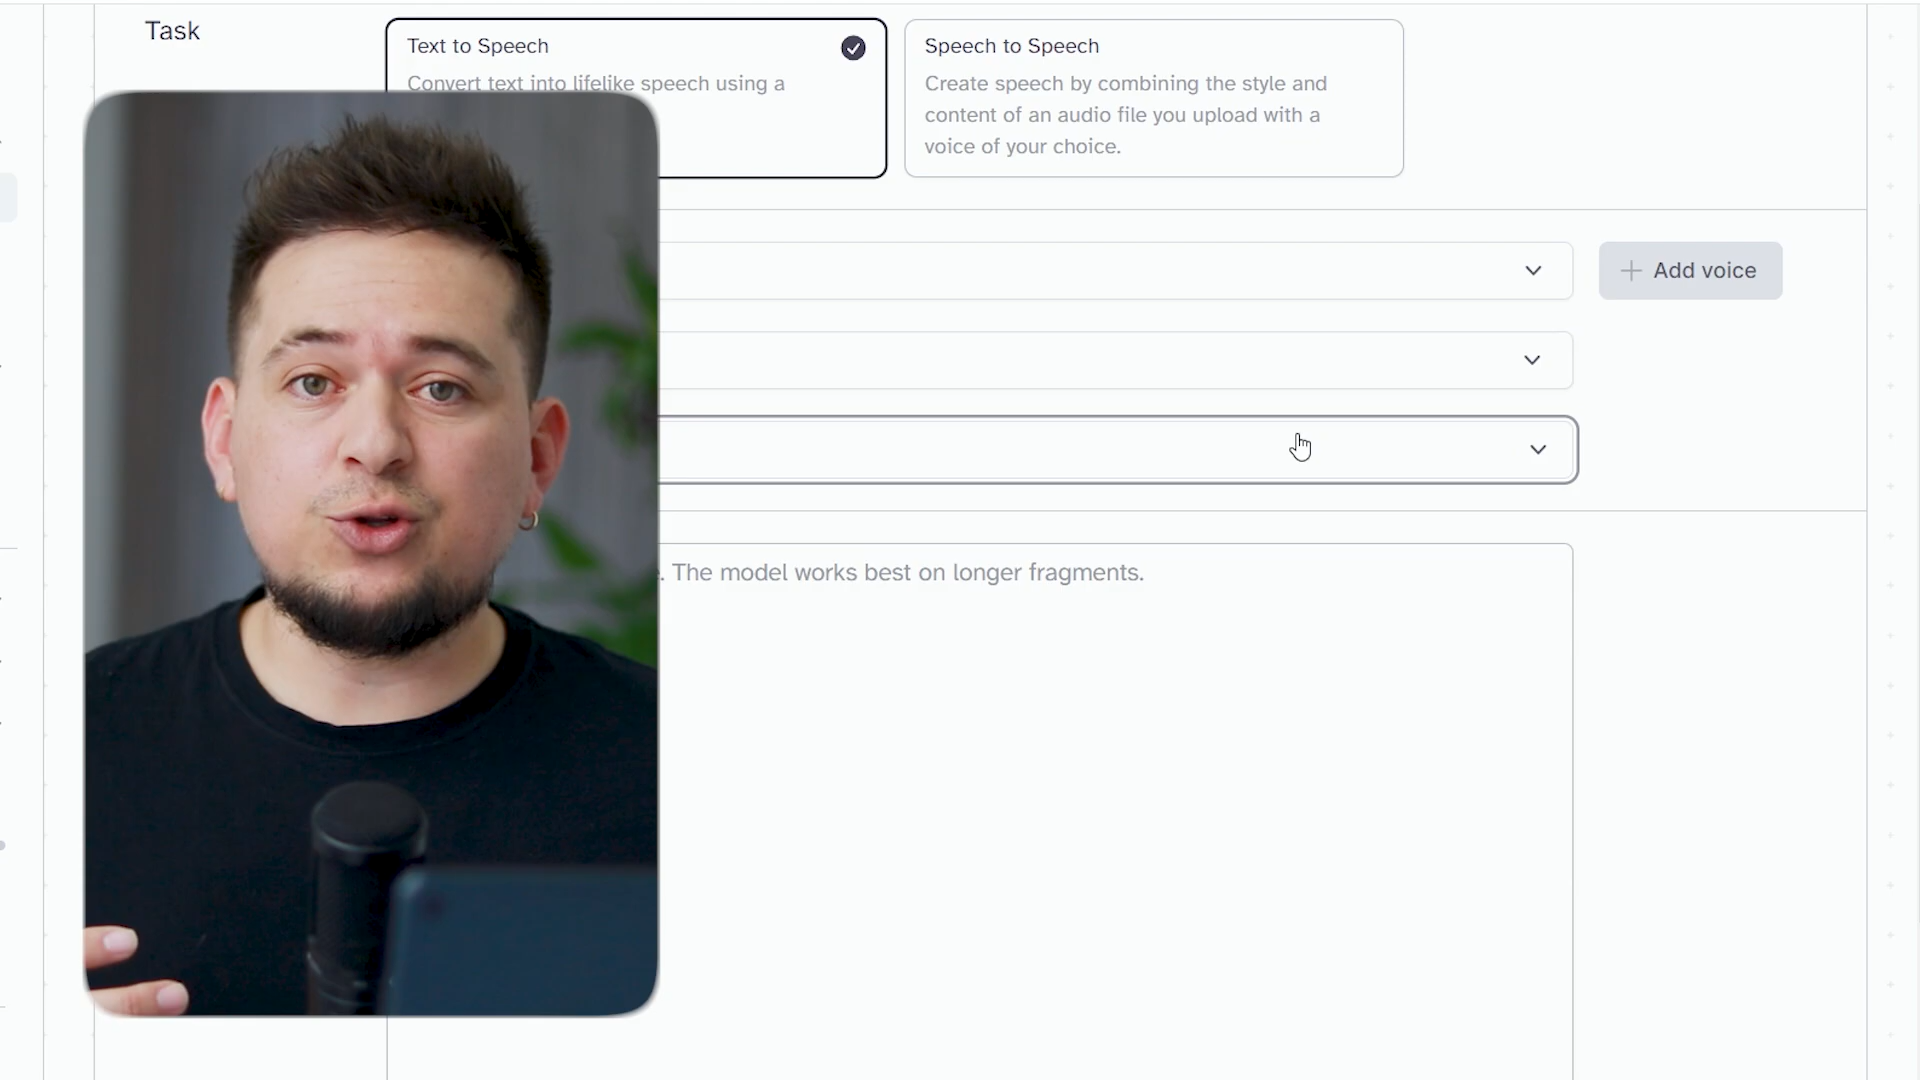 Task
Text to Speech
Convert text into lifelike speech using a
Speech to Speech
Create speech by combining the style and
content of an audio file you upload with a
voice of your choice.
Add voice
. The model works best on longer fragments.